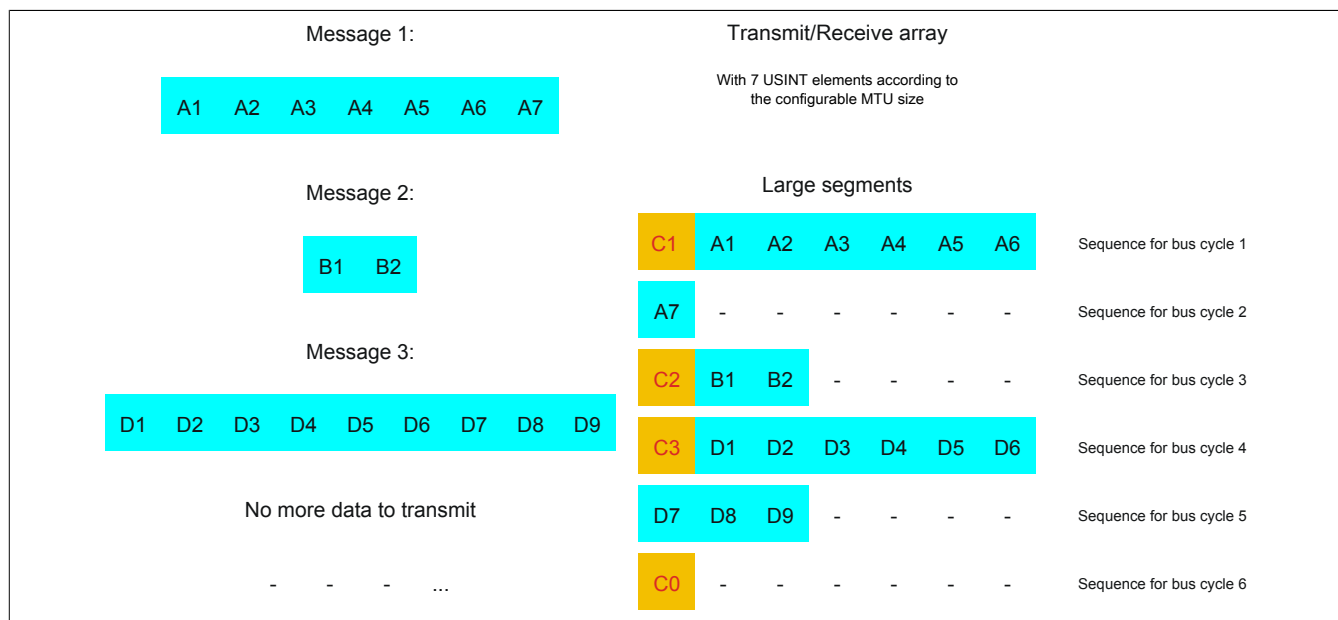 Message 1:
A1 A2 A3 A4 A5 A6 A7
Message 2:
B1 B2
Message 3:
D1 D2 D3 D4 D5 D6 D7 D8 D9
No more data to transmit
- - - ...
Transmit/Receive array
With 7 USINT elements according to
the configurable MTU size
Large segments
C1 A1 A2 A3 A4 A5 A6 Sequence for bus cycle 1
A7 - - - - - - Sequence for bus cycle 2
C2 B1 B2 - - - - Sequence for bus cycle 3
C3 D1 D2 D3 D4 D5 D6 Sequence for bus cycle 4
D7 D8 D9 - - - - Sequence for bus cycle 5
C0 - - - - - - Sequence for bus cycle 6